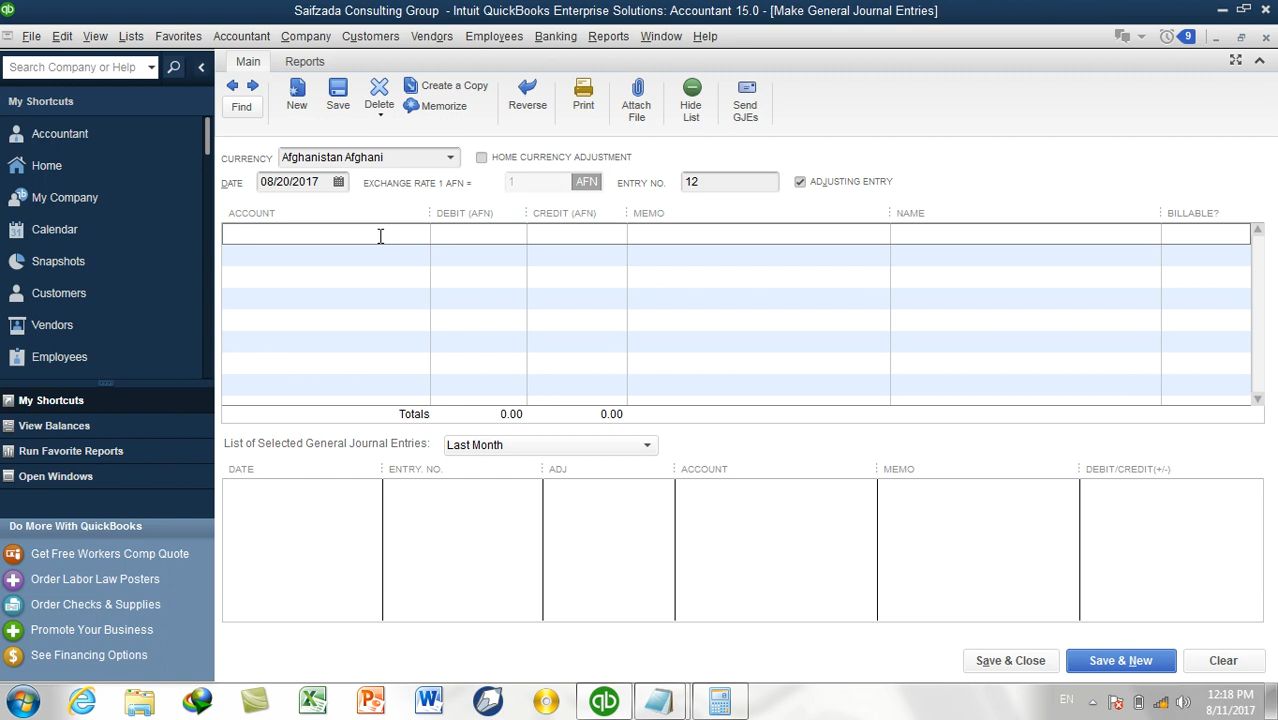 Saifzada Consulting Group - Intuit QuickBooks Enterprise Solutions: Accountant 15.0 - [Make General Journal Entries]
File Edit View Lists Favorites Accountant Company Customers Vendors Employees Banking Reports Window Help 9
Search Company or Help
My Shortcuts
Accountant
Home
My Company
Calendar
Snapshots
Customers
Vendors
Employees
My Shortcuts
View Balances
Run Favorite Reports
Open Windows
Do More With QuickBooks
Get Free Workers Comp Quote
Order Labor Law Posters
Order Checks & Supplies
Promote Your Business
See Financing Options
Main Reports
Find New Save Delete Create a Copy Memorize Reverse Print Attach File Hide List Send GJEs
CURRENCY Afghanistan Afghani HOME CURRENCY ADJUSTMENT
DATE 08/20/2017 EXCHANGE RATE 1 AFN = 1 AFN ENTRY NO. 12 ADJUSTING ENTRY
ACCOUNT DEBIT (AFN) CREDIT (AFN) MEMO NAME BILLABLE?
Totals 0.00 0.00
List of Selected General Journal Entries: Last Month
DATE ENTRY. NO. ADJ ACCOUNT MEMO DEBIT/CREDIT(+/-)
Save & Close Save & New Clear
qb EN 12:18 PM
8/11/2017